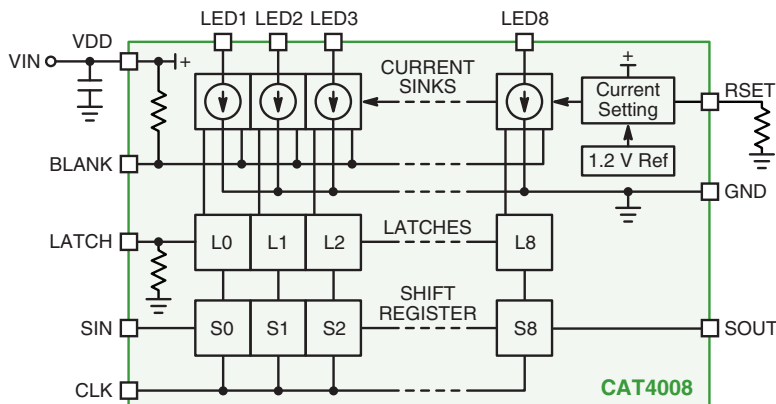 LED1 LED2 LED3 LED8
VDD
VIN
+
CURRENT
SINKS
+
Current
Setting
RSET
1.2 V Ref
BLANK
GND
LATCH
L0 L1 L2 LATCHES L8
SHIFT
REGISTER
SIN
S0 S1 S2 S8
SOUT
CLK
CAT4008